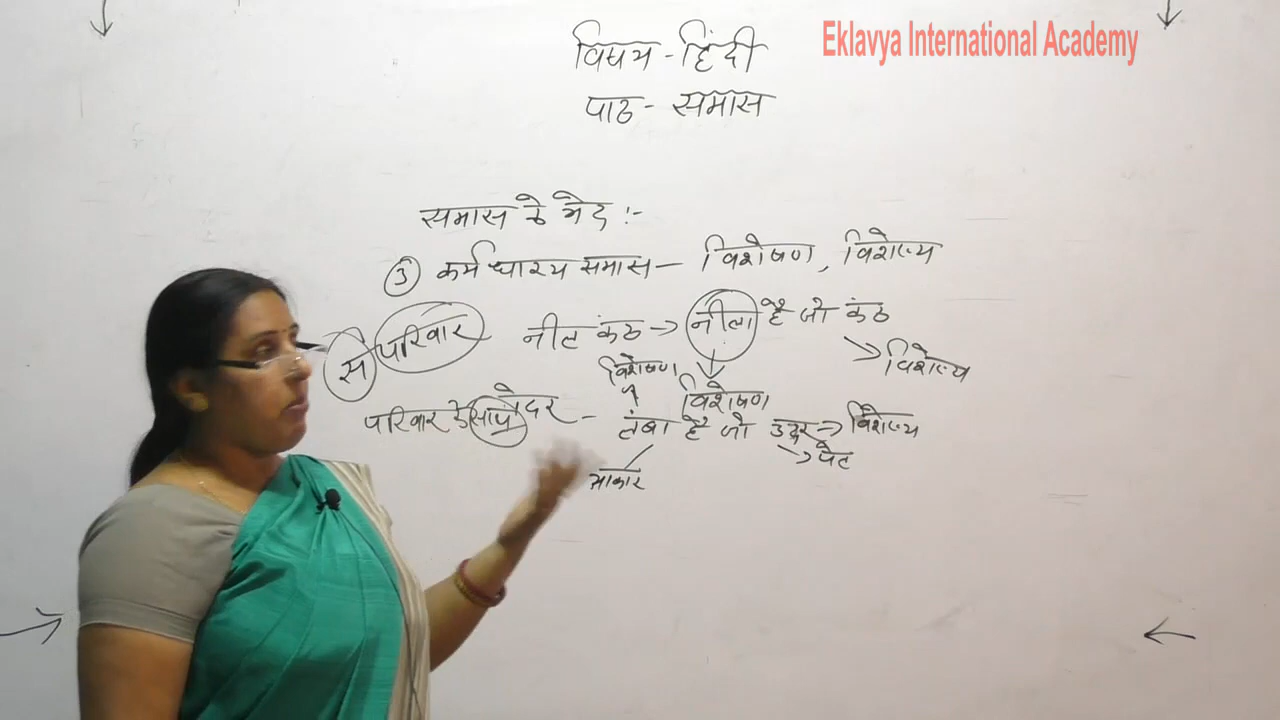 Eklavya International Academy
विषय - हिंदी
पाठ - समास
समास के भेद :-
③ कर्मधारय समास - विशेषण, विशेष्य
सपरिवार नील कंठ → नीला है जो कंठ
विशेषण विशेषण विशेष्य
परिवार के साथ दर - लंबा है जो उदर → विशेष्य
आकार → पेट